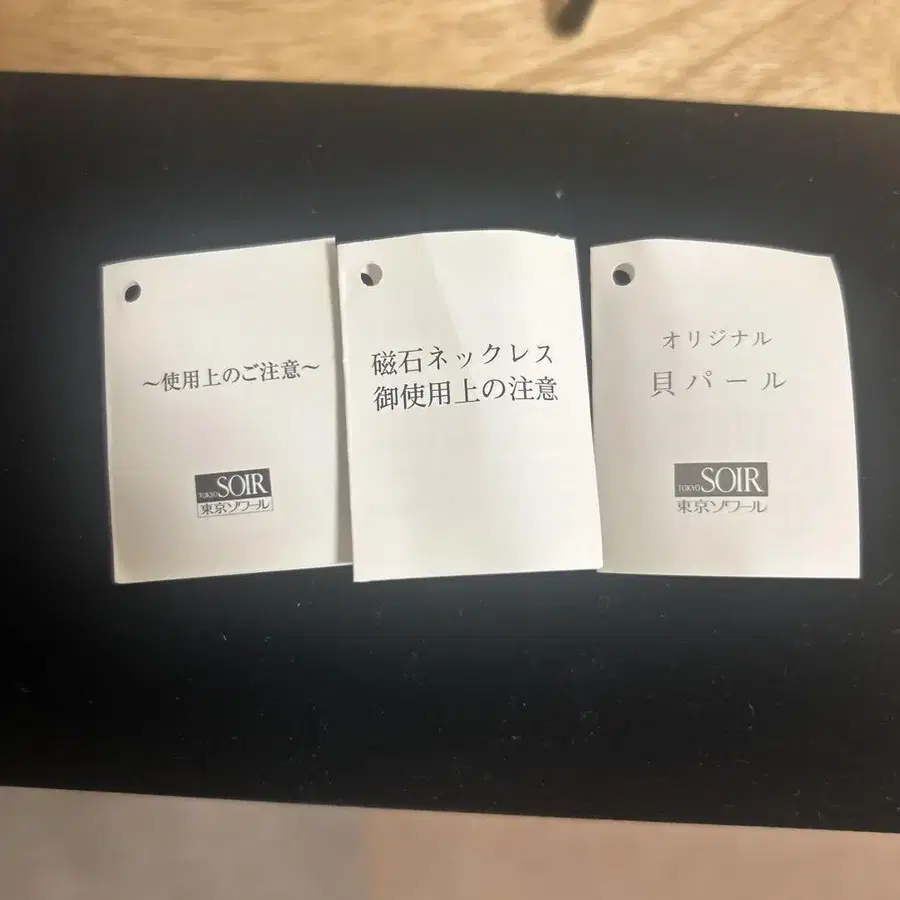 ～使用上のご注意～
TOKYO SOIR
東京ソワール
磁石ネックレス
御使用上の注意
オリジナル
貝パール
TOKYO SOIR
東京ソワール